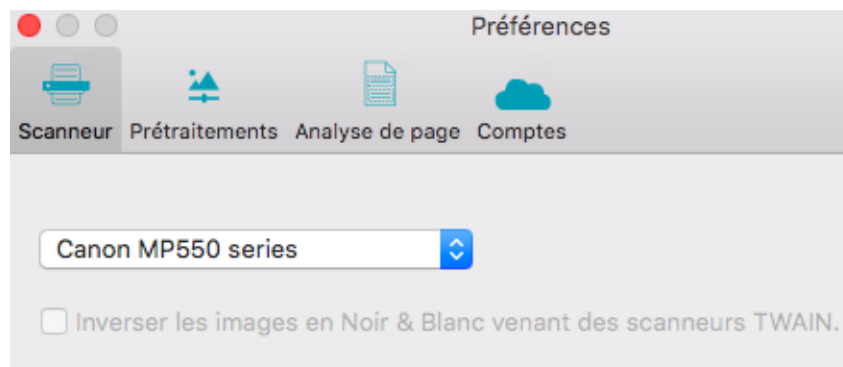 Préférences
Scanneur Prétraitements Analyse de page Comptes
Canon MP550 series
Inverser les images en Noir & Blanc venant des scanneurs TWAIN.